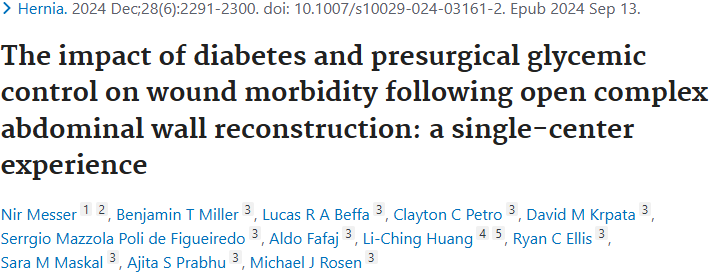 Hernia. 2024 Dec;28(6):2291-2300. doi: 10.1007/s10029-024-03161-2. Epub 2024 Sep 13.
The impact of diabetes and presurgical glycemic
control on wound morbidity following open complex
abdominal wall reconstruction: a single-center
experience
Nir Messer 1 2, Benjamin T Miller 3, Lucas R A Beffa 3, Clayton C Petro 3, David M Krpata 3,
Serrgio Mazzola Poli de Figueiredo 3, Aldo Fafaj 3, Li-Ching Huang 4 5, Ryan C Ellis 3,
Sara M Maskal 3, Ajita S Prabhu 3, Michael J Rosen 3